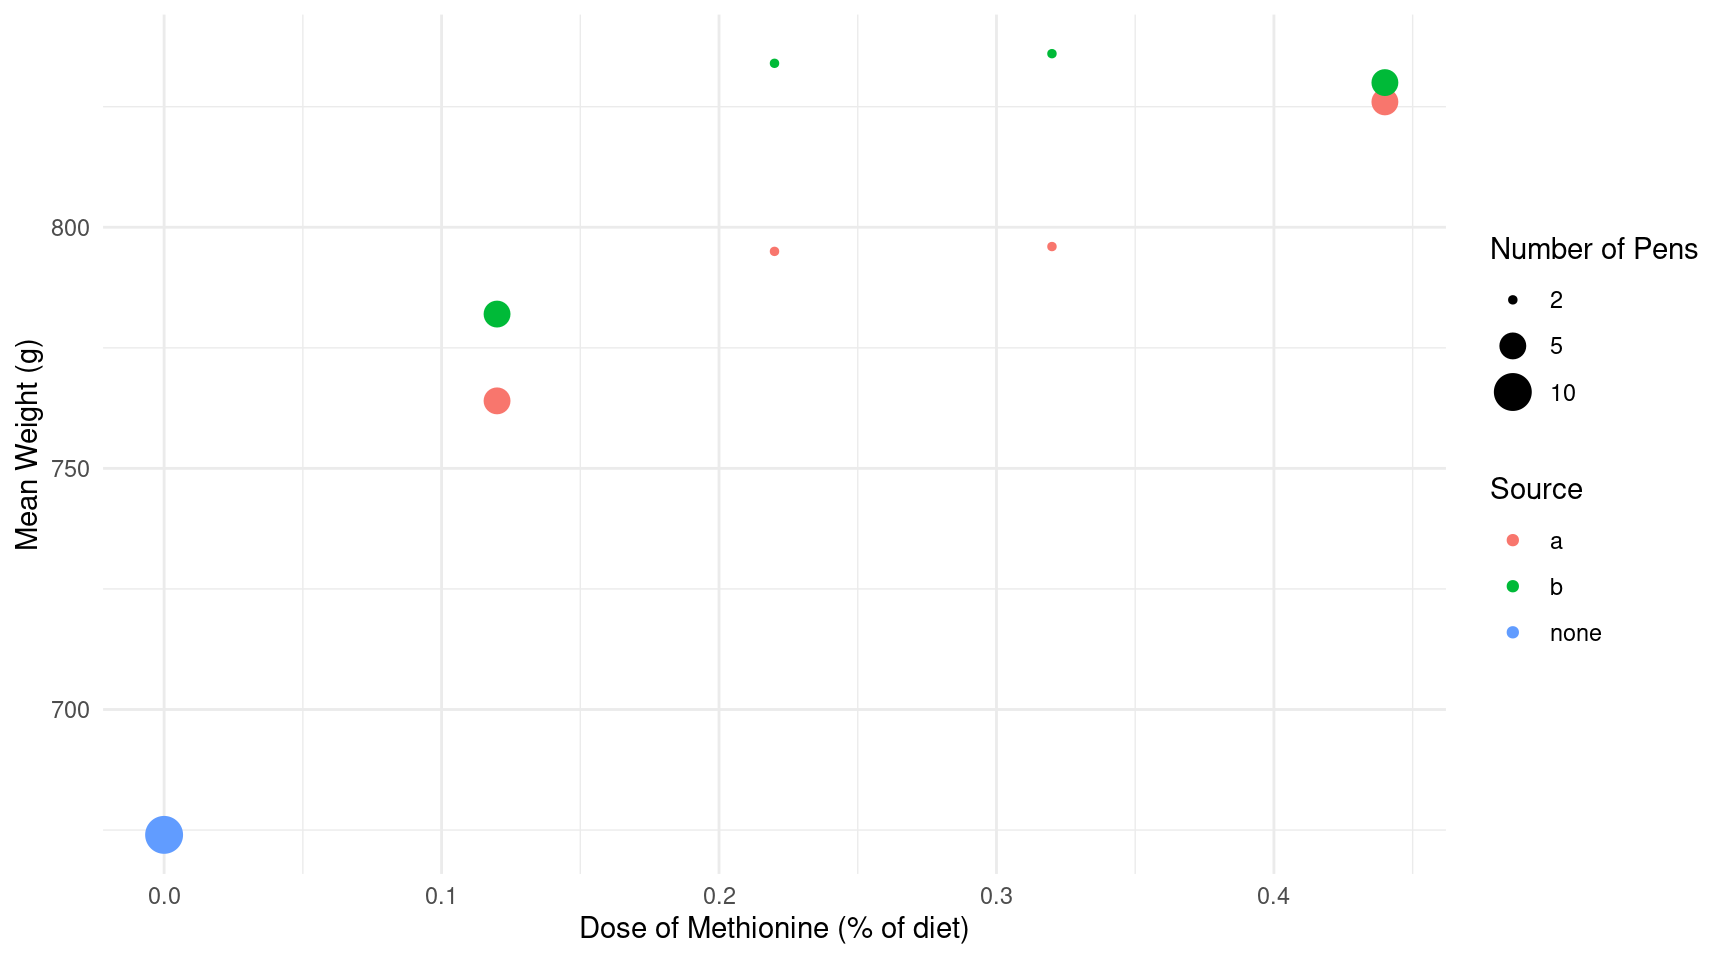 800
750
700
Mean Weight (g)
0.0
0.1
0.2
0.3
0.4
Dose of Methionine (% of diet)
Number of Pens
2
5
10
Source
a
b
none